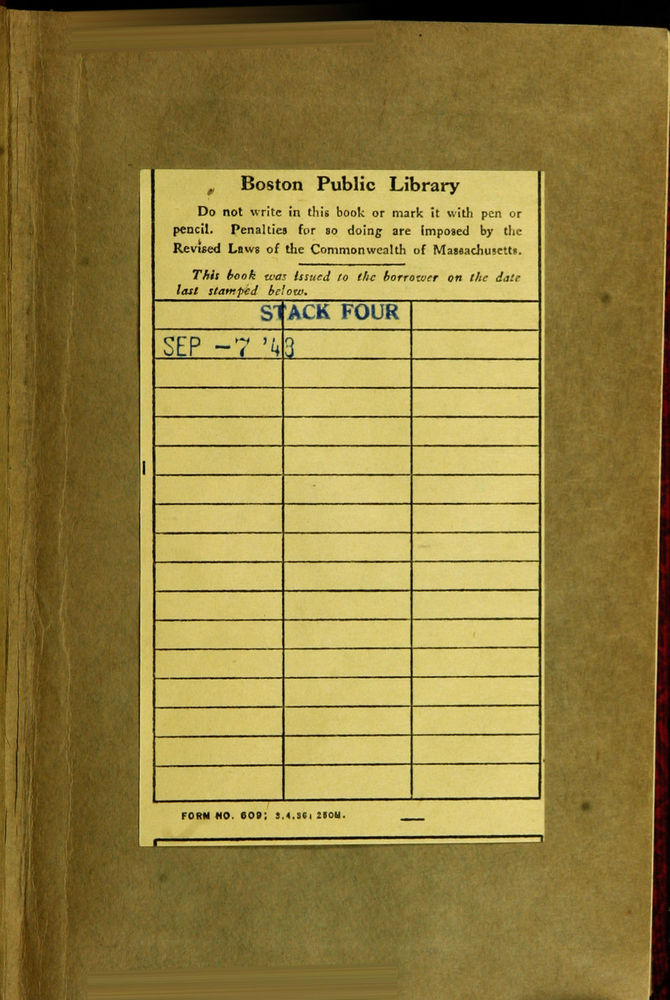 Boston Public Library
Do not write in this book or mark it with pen or
pencil. Penalties for so doing are imposed by the
Revised Laws of the Commonwealth of Massachusetts.
This book was issued to the borrower on the date
last stamped below.
STACK FOUR
SEP -7 '43
FORM NO. 609; 3.4.36; 250M.